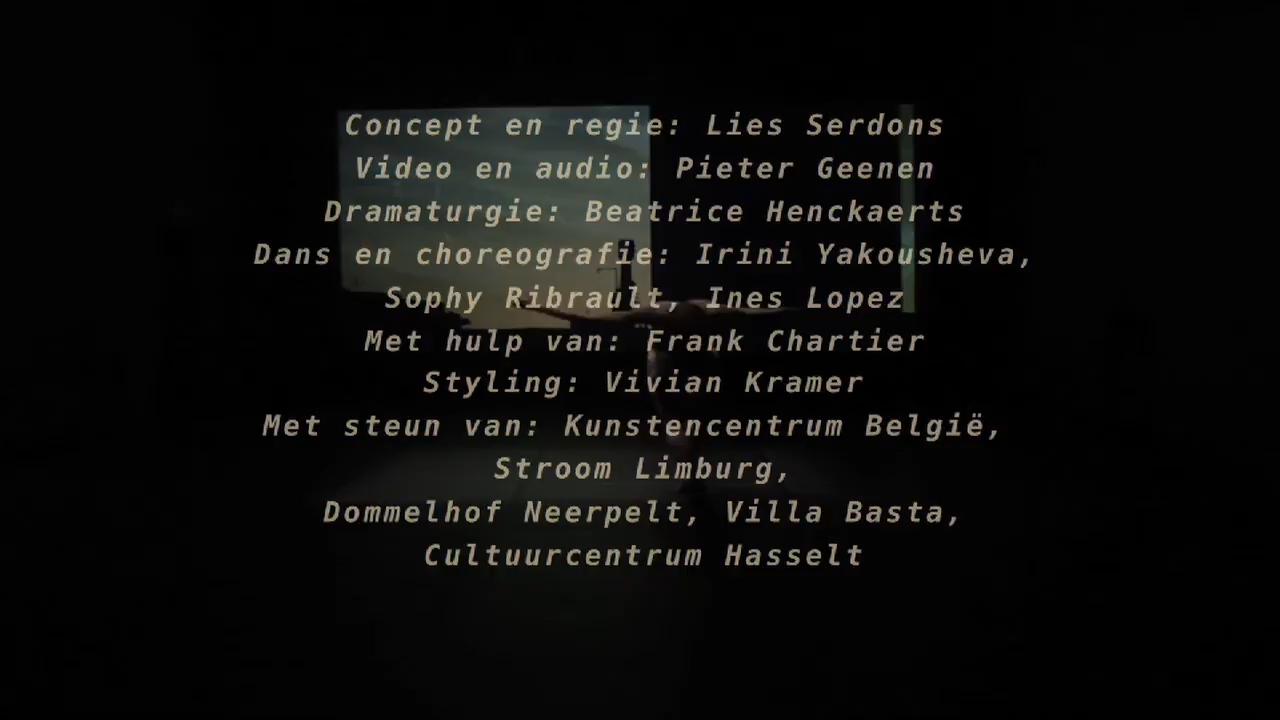 Concept en regie: Lies Serdons
Video en audio: Pieter Geenen
Dramaturgie: Beatrice Henckaerts
Dans en choreografie: Irini Yakousheva,
Sophy Ribrault, Ines Lopez
Met hulp van: Frank Chartier
Styling: Vivian Kramer
Met steun van: Kunstencentrum België,
Stroom Limburg,
Dommelhof Neerpelt, Villa Basta,
Cultuurcentrum Hasselt